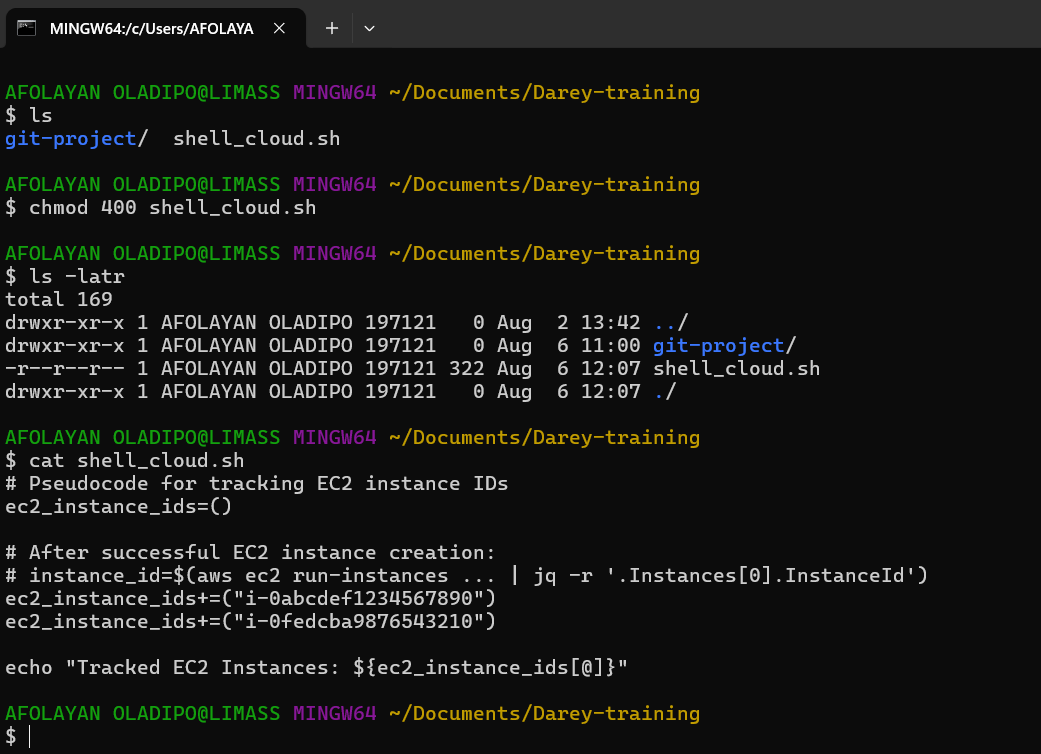 MINGW64:/c/Users/AFOLAYA
AFOLAYAN OLADIPO@LIMASS MINGW64 ~/Documents/Darey-training
$ ls
git-project/  shell_cloud.sh
AFOLAYAN OLADIPO@LIMASS MINGW64 ~/Documents/Darey-training
$ chmod 400 shell_cloud.sh
AFOLAYAN OLADIPO@LIMASS MINGW64 ~/Documents/Darey-training
$ ls -latr
total 169
drwxr-xr-x 1 AFOLAYAN OLADIPO 197121   0 Aug  2 13:42 ../
drwxr-xr-x 1 AFOLAYAN OLADIPO 197121   0 Aug  6 11:00 git-project/
-r--r--r-- 1 AFOLAYAN OLADIPO 197121 322 Aug  6 12:07 shell_cloud.sh
drwxr-xr-x 1 AFOLAYAN OLADIPO 197121   0 Aug  6 12:07 ./
AFOLAYAN OLADIPO@LIMASS MINGW64 ~/Documents/Darey-training
$ cat shell_cloud.sh
# Pseudocode for tracking EC2 instance IDs
ec2_instance_ids=()
# After successful EC2 instance creation:
# instance_id=$(aws ec2 run-instances ... | jq -r '.Instances[0].InstanceId')
ec2_instance_ids+=("i-0abcdef1234567890")
ec2_instance_ids+=("i-0fedcba9876543210")
echo "Tracked EC2 Instances: ${ec2_instance_ids[@]}"
AFOLAYAN OLADIPO@LIMASS MINGW64 ~/Documents/Darey-training
$